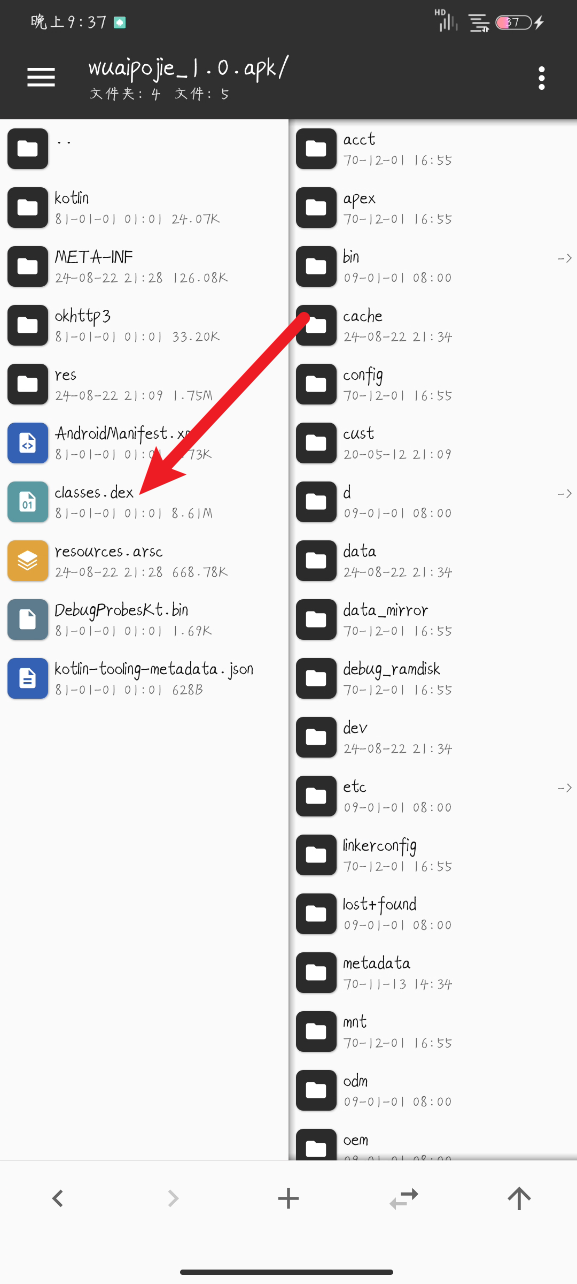 晚上9:37
HD
37
wuaipojie_1.0.apk/
文件夹: 4 文件: 5
..
kotlin
81-01-01 01:01 24.07K
META-INF
24-08-22 21:28 126.08K
okhttp3
81-01-01 01:01 33.20K
res
24-08-22 21:09 1.75M
AndroidManifest.xm
81-01-01 01:0 73K
classes.dex
81-01-01 01:01 8.61M
resources.arsc
24-08-22 21:28 668.78K
DebugProbesKt.bin
81-01-01 01:01 1.69K
kotlin-tooling-metadata.json
81-01-01 01:01 628B
acct
70-12-01 16:55
apex
70-12-01 16:55
bin ->
09-01-01 08:00
cache
24-08-22 21:34
config
70-12-01 16:55
cust
20-05-12 21:09
d ->
09-01-01 08:00
data
24-08-22 21:34
data_mirror
70-12-01 16:55
debug_ramdisk
70-12-01 16:55
dev
24-08-22 21:34
etc ->
09-01-01 08:00
linkerconfig
70-12-01 16:55
lost+found
09-01-01 08:00
metadata
70-11-13 14:34
mnt
70-12-01 16:55
odm
09-01-01 08:00
oem